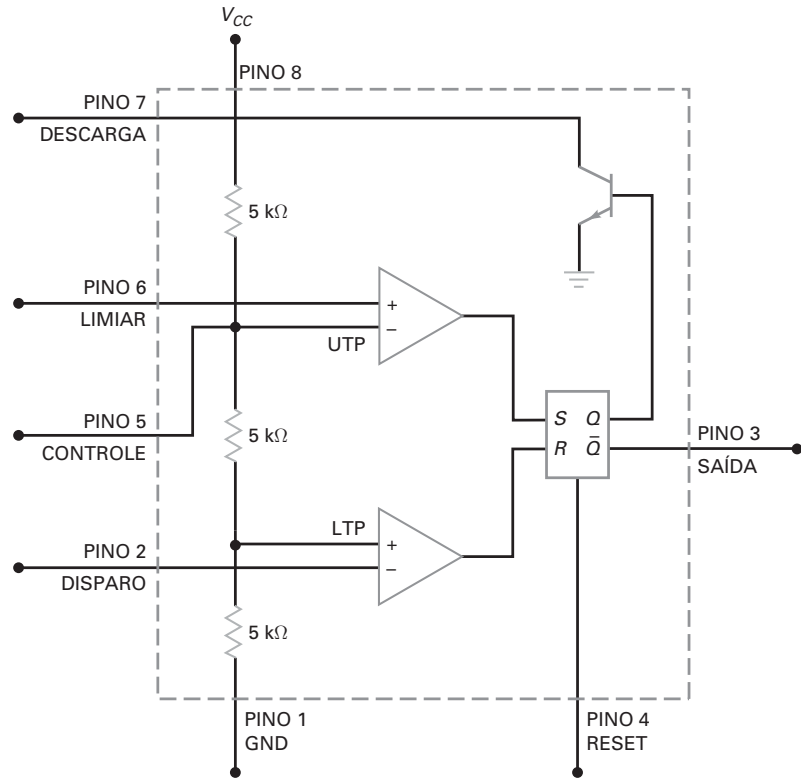 V_CC
PINO 8
PINO 7
DESCARGA
5 kΩ
PINO 6
LIMIAR
+
−
UTP
PINO 5
CONTROLE
5 kΩ
S Q
R Q̅
PINO 3
SAÍDA
LTP
+
−
PINO 2
DISPARO
5 kΩ
PINO 1
GND
PINO 4
RESET